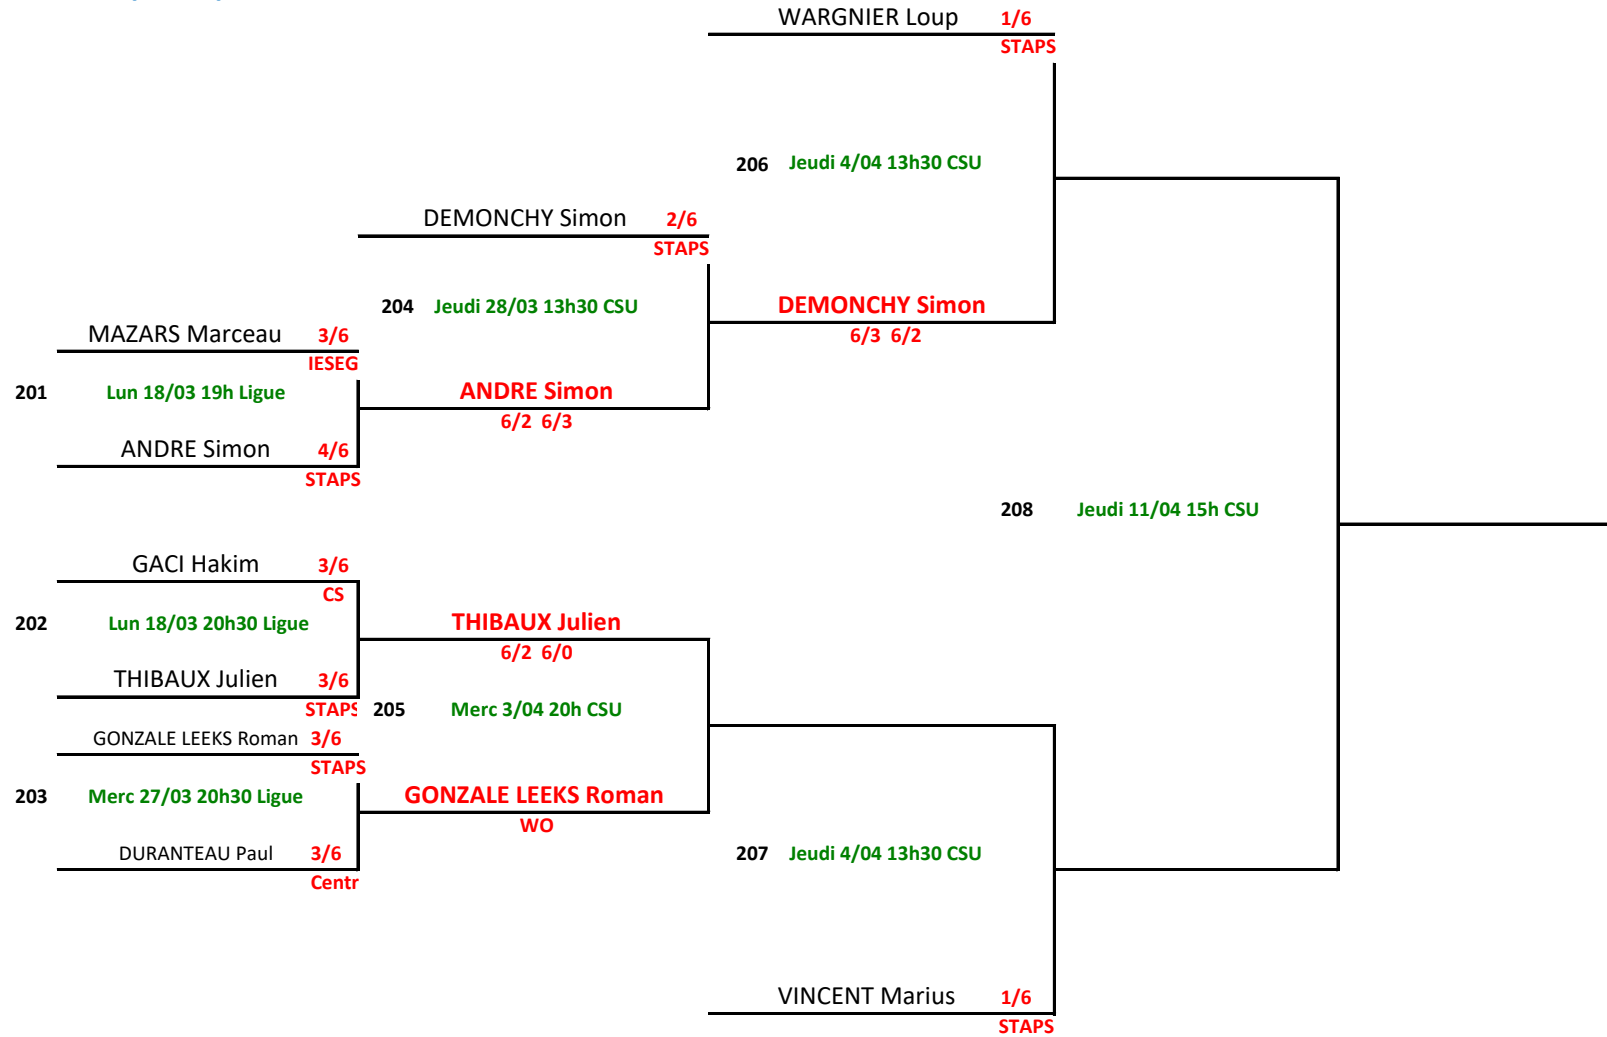 WARGNIER Loup 1/6
STAPS
206 Jeudi 4/04 13h30 CSU
DEMONCHY Simon 2/6
STAPS
204 Jeudi 28/03 13h30 CSU
DEMONCHY Simon
6/3 6/2
MAZARS Marceau 3/6
IESEG
201 Lun 18/03 19h Ligue
ANDRE Simon
6/2 6/3
ANDRE Simon 4/6
STAPS
208 Jeudi 11/04 15h CSU
GACI Hakim 3/6
CS
202 Lun 18/03 20h30 Ligue
THIBAUX Julien
6/2 6/0
THIBAUX Julien 3/6
STAPS
205 Merc 3/04 20h CSU
GONZALE LEEKS Roman 3/6
STAPS
203 Merc 27/03 20h30 Ligue
GONZALE LEEKS Roman
WO
DURANTEAU Paul 3/6
Centr
207 Jeudi 4/04 13h30 CSU
VINCENT Marius 1/6
STAPS